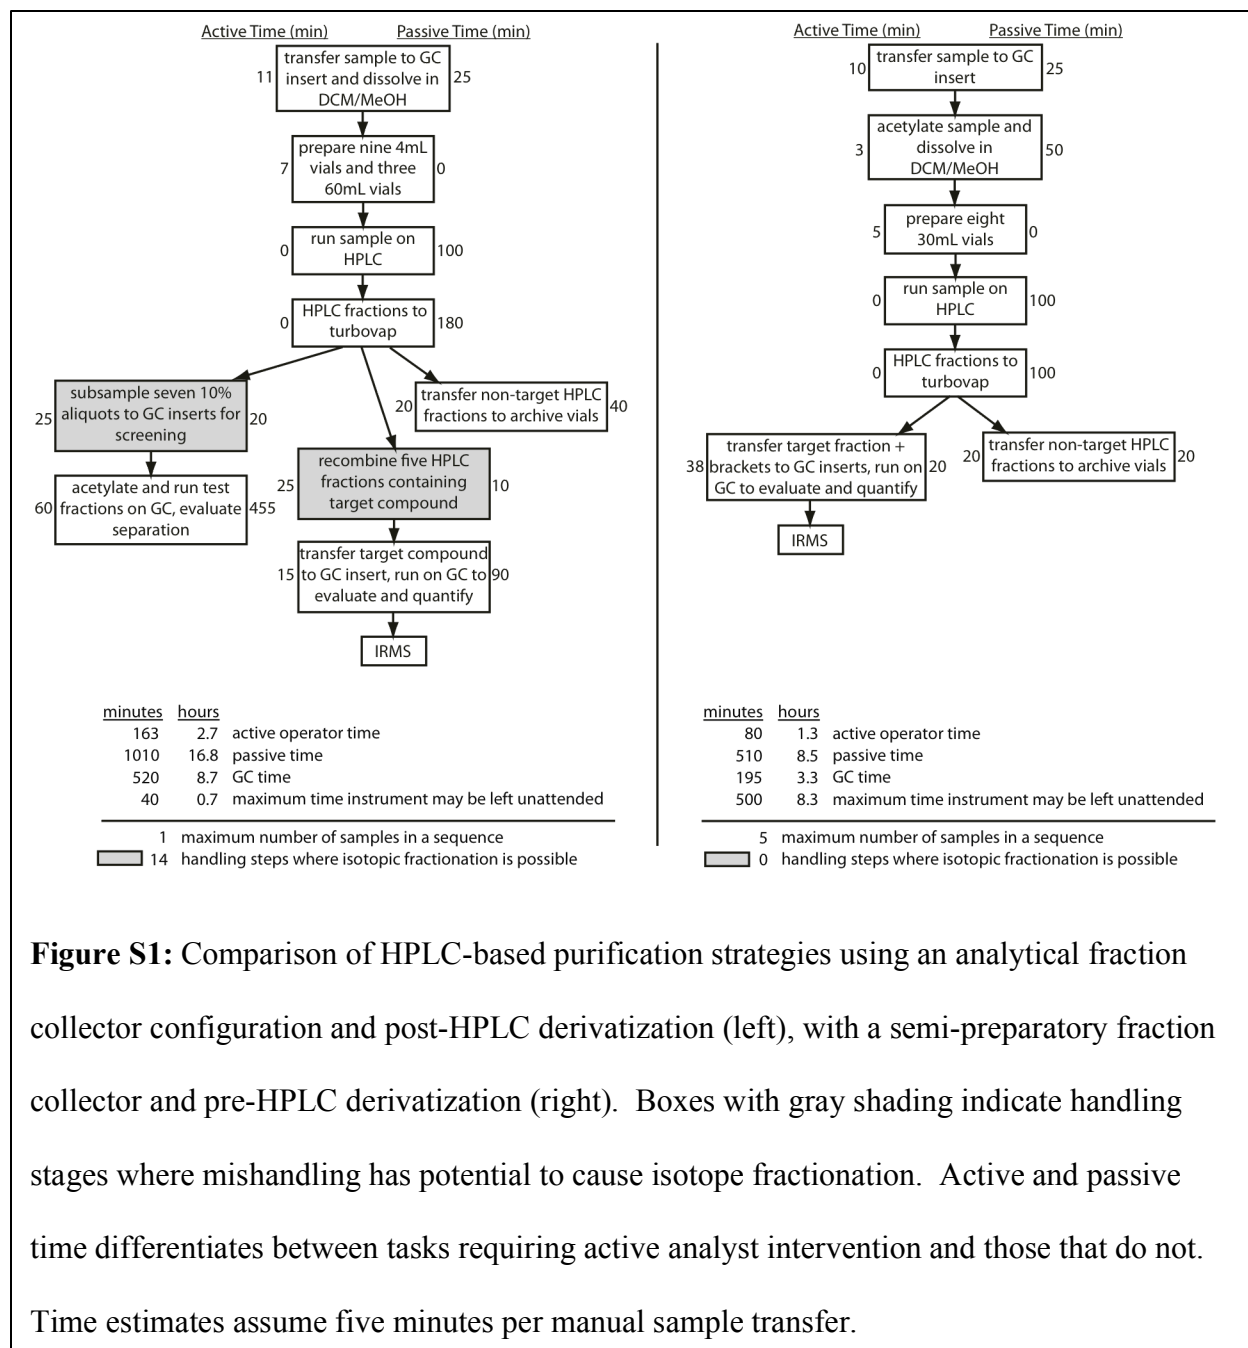 Active Time (min) Passive Time (min)
11 transfer sample to GC 25
insert and dissolve in
DCM/MeOH
7 prepare nine 4mL 0
vials and three
60mL vials
0 run sample on 100
HPLC
0 HPLC fractions to 180
turbovap
25 subsample seven 10% 20
aliquots to GC inserts for
screening
60 acetylate and run test 455
fractions on GC, evaluate
separation
25 recombine five HPLC 10
fractions containing
target compound
15 transfer target compound 90
to GC insert, run on GC to
evaluate and quantify
IRMS
20 transfer non-target HPLC 40
fractions to archive vials
minutes hours
163 2.7 active operator time
1010 16.8 passive time
520 8.7 GC time
40 0.7 maximum time instrument may be left unattended
1 maximum number of samples in a sequence
14 handling steps where isotopic fractionation is possible
Active Time (min) Passive Time (min)
10 transfer sample to GC 25
insert
3 acetylate sample and 50
dissolve in
DCM/MeOH
5 prepare eight 0
30mL vials
0 run sample on 100
HPLC
0 HPLC fractions to 100
turbovap
38 transfer target fraction + 20
brackets to GC inserts, run on
GC to evaluate and quantify
IRMS
20 transfer non-target HPLC 20
fractions to archive vials
minutes hours
80 1.3 active operator time
510 8.5 passive time
195 3.3 GC time
500 8.3 maximum time instrument may be left unattended
5 maximum number of samples in a sequence
0 handling steps where isotopic fractionation is possible
Figure S1: Comparison of HPLC-based purification strategies using an analytical fraction
collector configuration and post-HPLC derivatization (left), with a semi-preparatory fraction
collector and pre-HPLC derivatization (right). Boxes with gray shading indicate handling
stages where mishandling has potential to cause isotope fractionation. Active and passive
time differentiates between tasks requiring active analyst intervention and those that do not.
Time estimates assume five minutes per manual sample transfer.